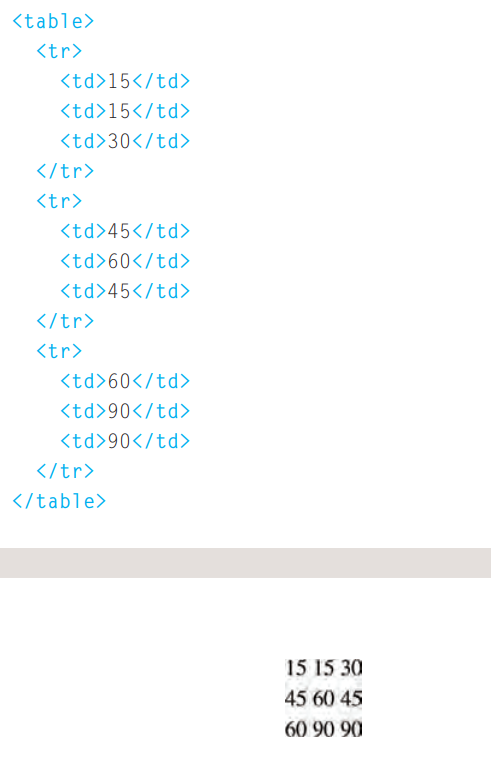 <table>
<tr>
<td>15</td>
<td>15</td>
<td>30</td>
</tr>
<tr>
<td>45</td>
<td>60</td>
<td>45</td>
</tr>
<tr>
<td>60</td>
<td>90</td>
<td>90</td>
</tr>
</table>
15 15 30
45 60 45
60 90 90